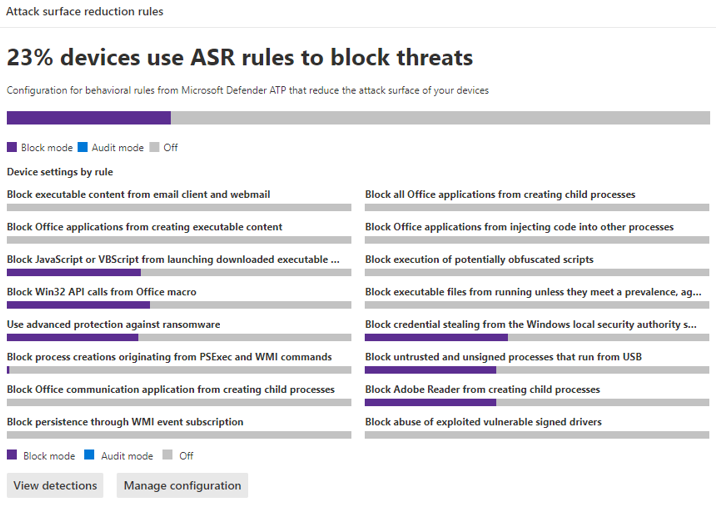 Attack surface reduction rules
23% devices use ASR rules to block threats
Configuration for behavioral rules from Microsoft Defender ATP that reduce the attack surface of your devices
Block mode Audit mode Off
Device settings by rule
Block executable content from email client and webmail
Block all Office applications from creating child processes
Block Office applications from creating executable content
Block Office applications from injecting code into other processes
Block JavaScript or VBScript from launching downloaded executable ...
Block execution of potentially obfuscated scripts
Block Win32 API calls from Office macro
Block executable files from running unless they meet a prevalence, ag...
Use advanced protection against ransomware
Block credential stealing from the Windows local security authority s...
Block process creations originating from PSExec and WMI commands
Block untrusted and unsigned processes that run from USB
Block Office communication application from creating child processes
Block Adobe Reader from creating child processes
Block persistence through WMI event subscription
Block abuse of exploited vulnerable signed drivers
Block mode Audit mode Off
View detections Manage configuration